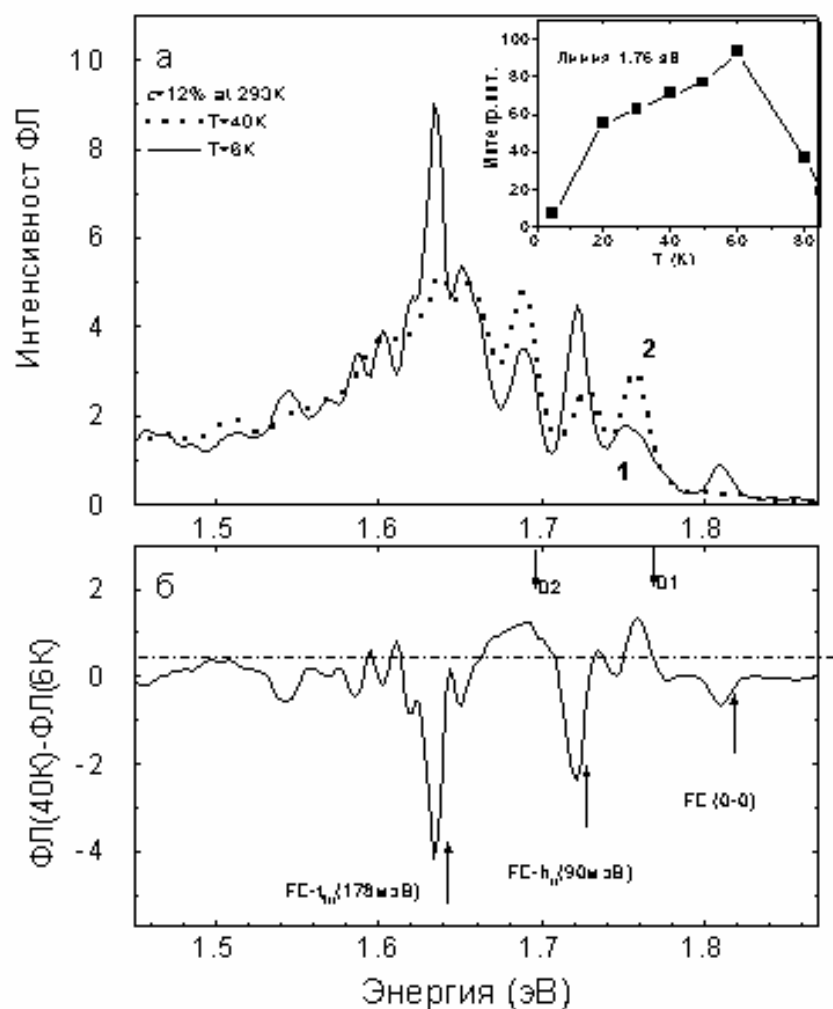 а
c=12% at 293K
T=40K
T=6K
Линия 1.76 эВ
Интегр.инт.
100
80
60
40
20
0
0 20 40 60 80
T (K)
Интенсивност ФЛ
10
8
6
4
2
0
2
1
1.5 1.6 1.7 1.8
б
D2
D1
ФЛ(40К)-ФЛ(6К)
2
0
-2
-4
FC (0-0)
FC-hu(90мэВ)
(178мэВ)
1.5 1.6 1.7 1.8
Энергия (эВ)